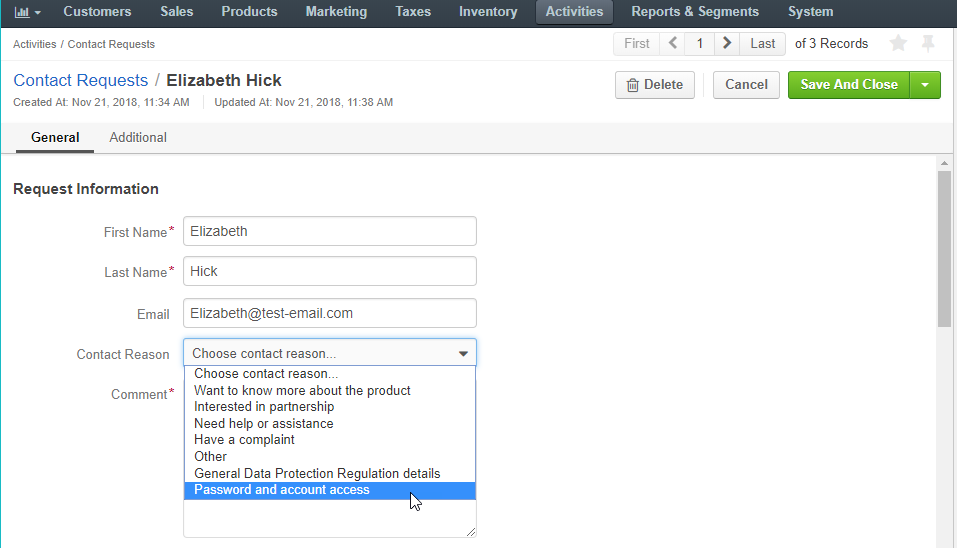 Customers Sales Products Marketing Taxes Inventory Activities Reports & Segments System
Activities / Contact Requests
First 1 Last of 3 Records
Contact Requests / Elizabeth Hick
Delete Cancel Save And Close
Created At: Nov 21, 2018, 11:34 AM Updated At: Nov 21, 2018, 11:38 AM
General Additional
Request Information
First Name* Elizabeth
Last Name* Hick
Email Elizabeth@test-email.com
Contact Reason Choose contact reason...
Choose contact reason...
Comment* Want to know more about the product
Interested in partnership
Need help or assistance
Have a complaint
Other
General Data Protection Regulation details
Password and account access